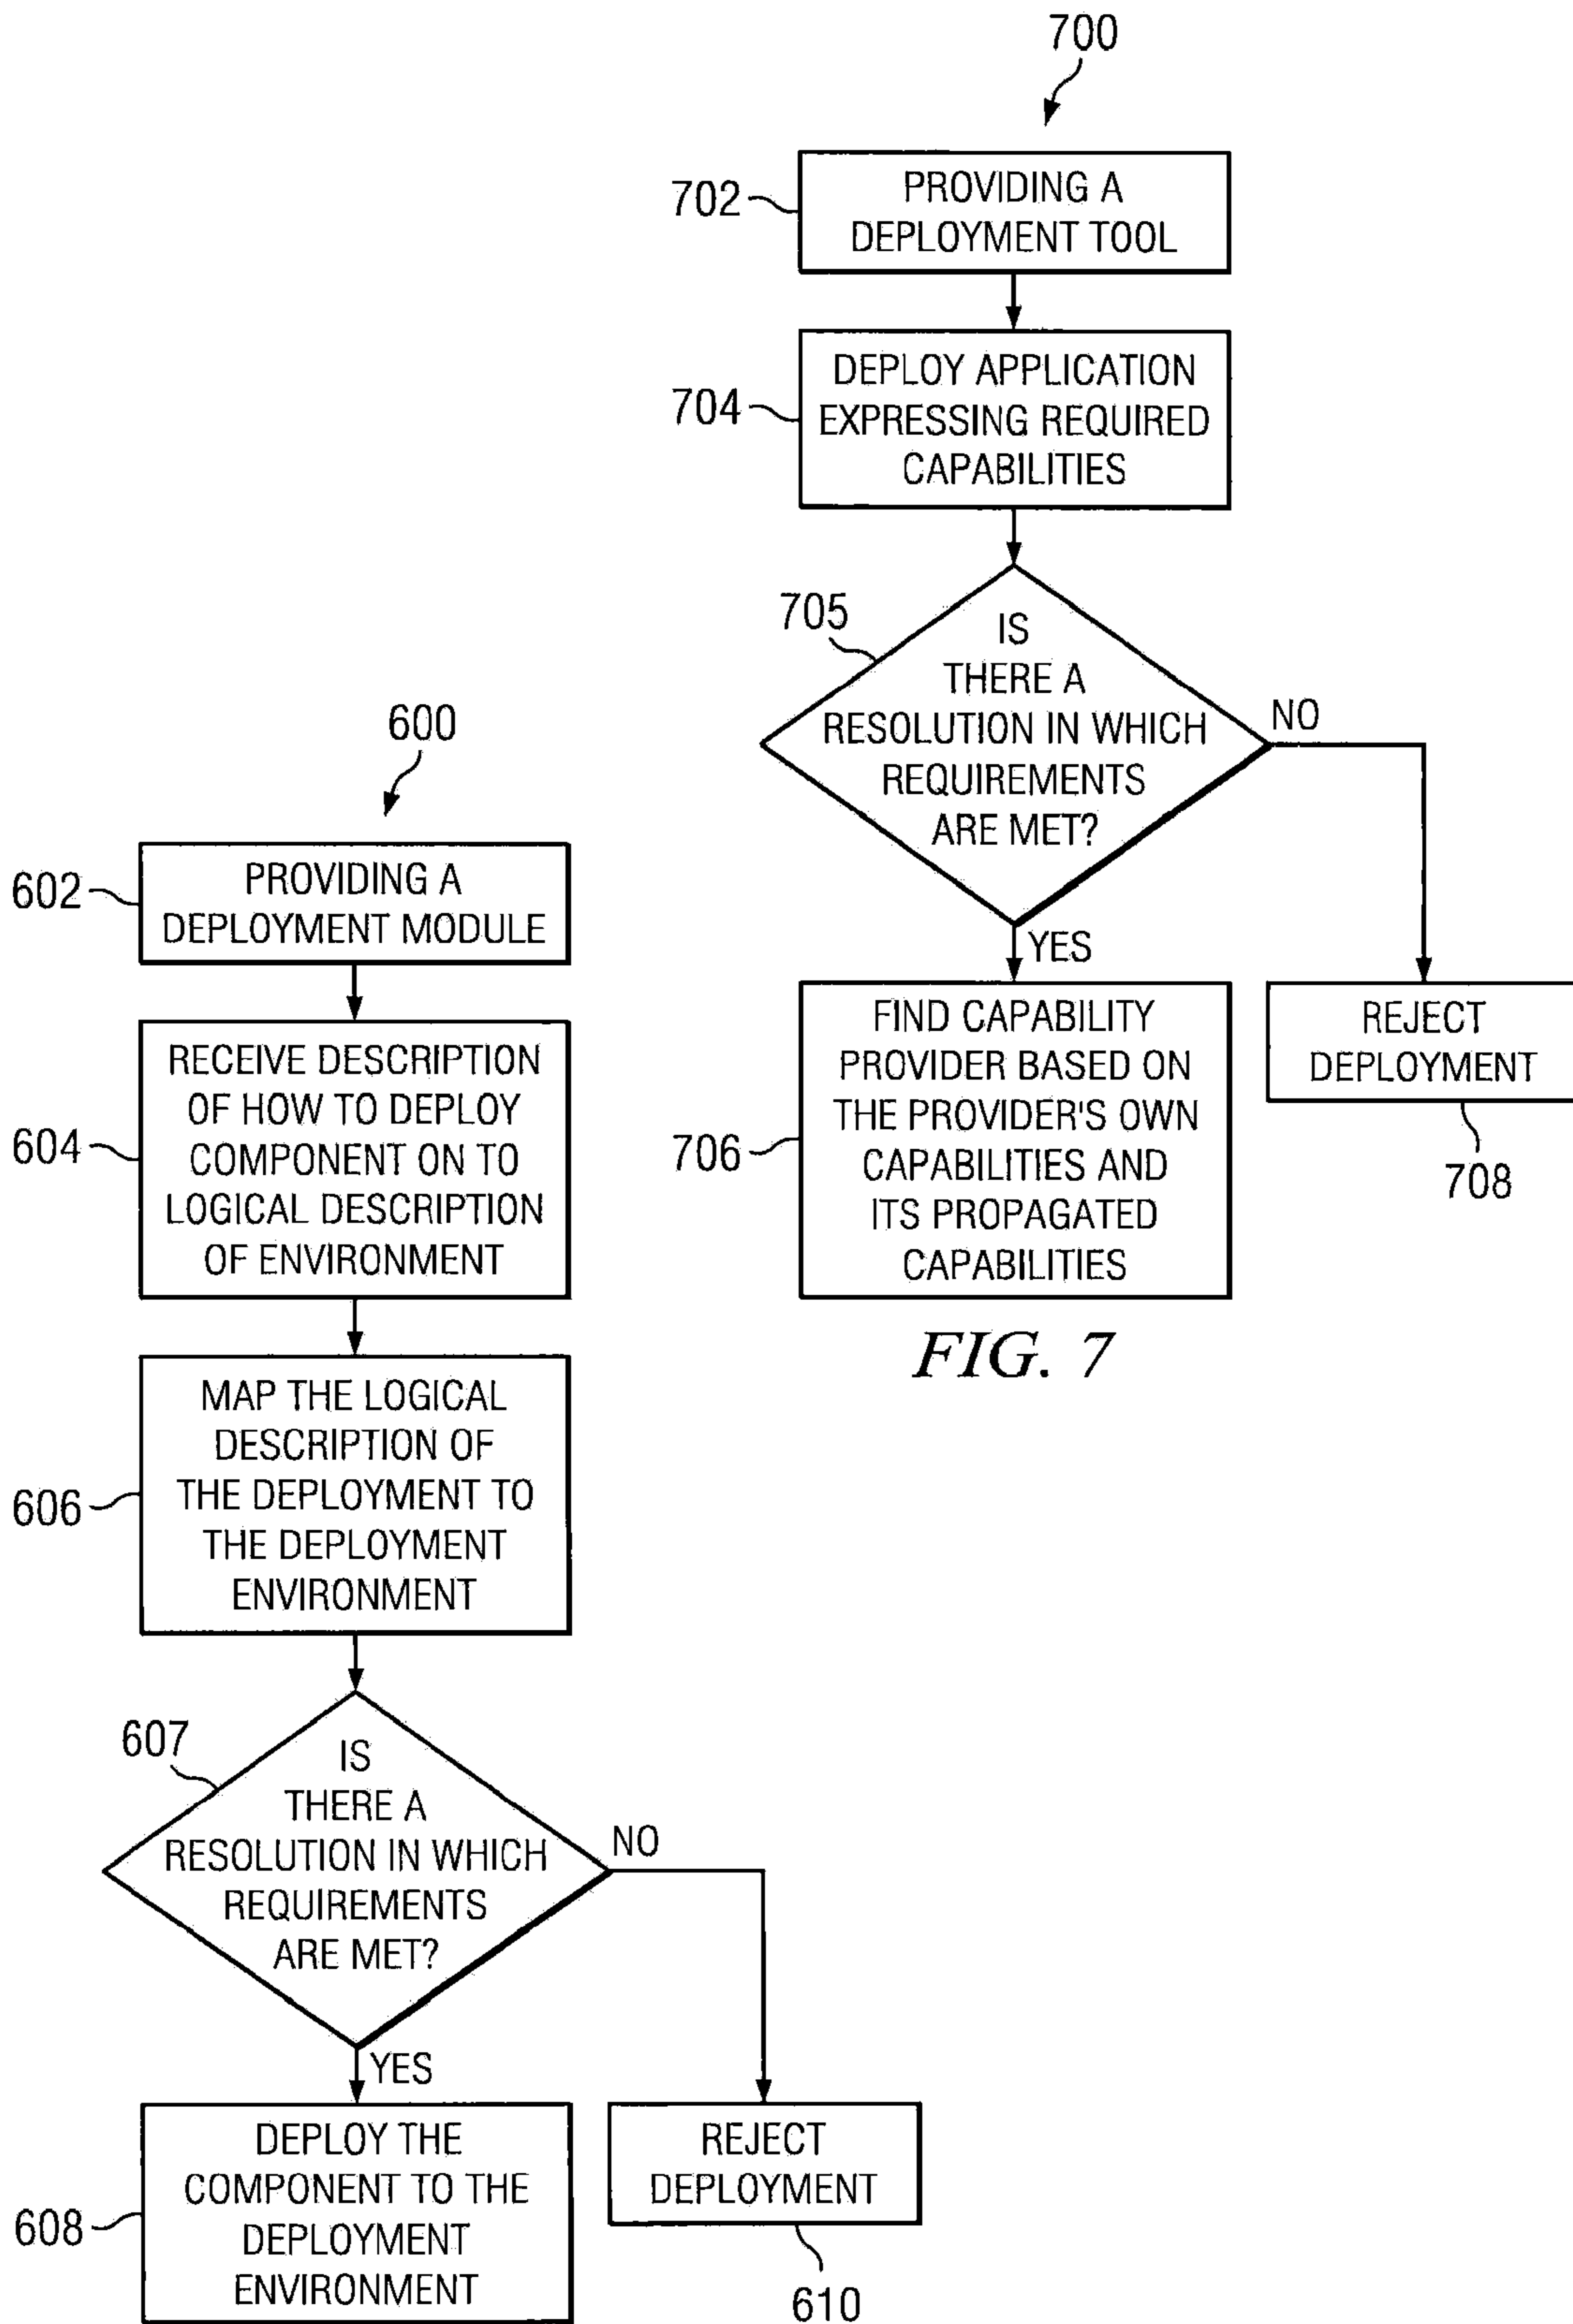 700
702
PROVIDING A
DEPLOYMENT TOOL
704
DEPLOY APPLICATION
EXPRESSING REQUIRED
CAPABILITIES
705
IS
THERE A
RESOLUTION IN WHICH
REQUIREMENTS
ARE MET?
NO
YES
706
FIND CAPABILITY
PROVIDER BASED ON
THE PROVIDER'S OWN
CAPABILITIES AND
ITS PROPAGATED
CAPABILITIES
REJECT
DEPLOYMENT
708
FIG. 7
600
602
PROVIDING A
DEPLOYMENT MODULE
604
RECEIVE DESCRIPTION
OF HOW TO DEPLOY
COMPONENT ON TO
LOGICAL DESCRIPTION
OF ENVIRONMENT
606
MAP THE LOGICAL
DESCRIPTION OF
THE DEPLOYMENT TO
THE DEPLOYMENT
ENVIRONMENT
607
IS
THERE A
RESOLUTION IN WHICH
REQUIREMENTS
ARE MET?
NO
YES
608
DEPLOY THE
COMPONENT TO THE
DEPLOYMENT
ENVIRONMENT
REJECT
DEPLOYMENT
610